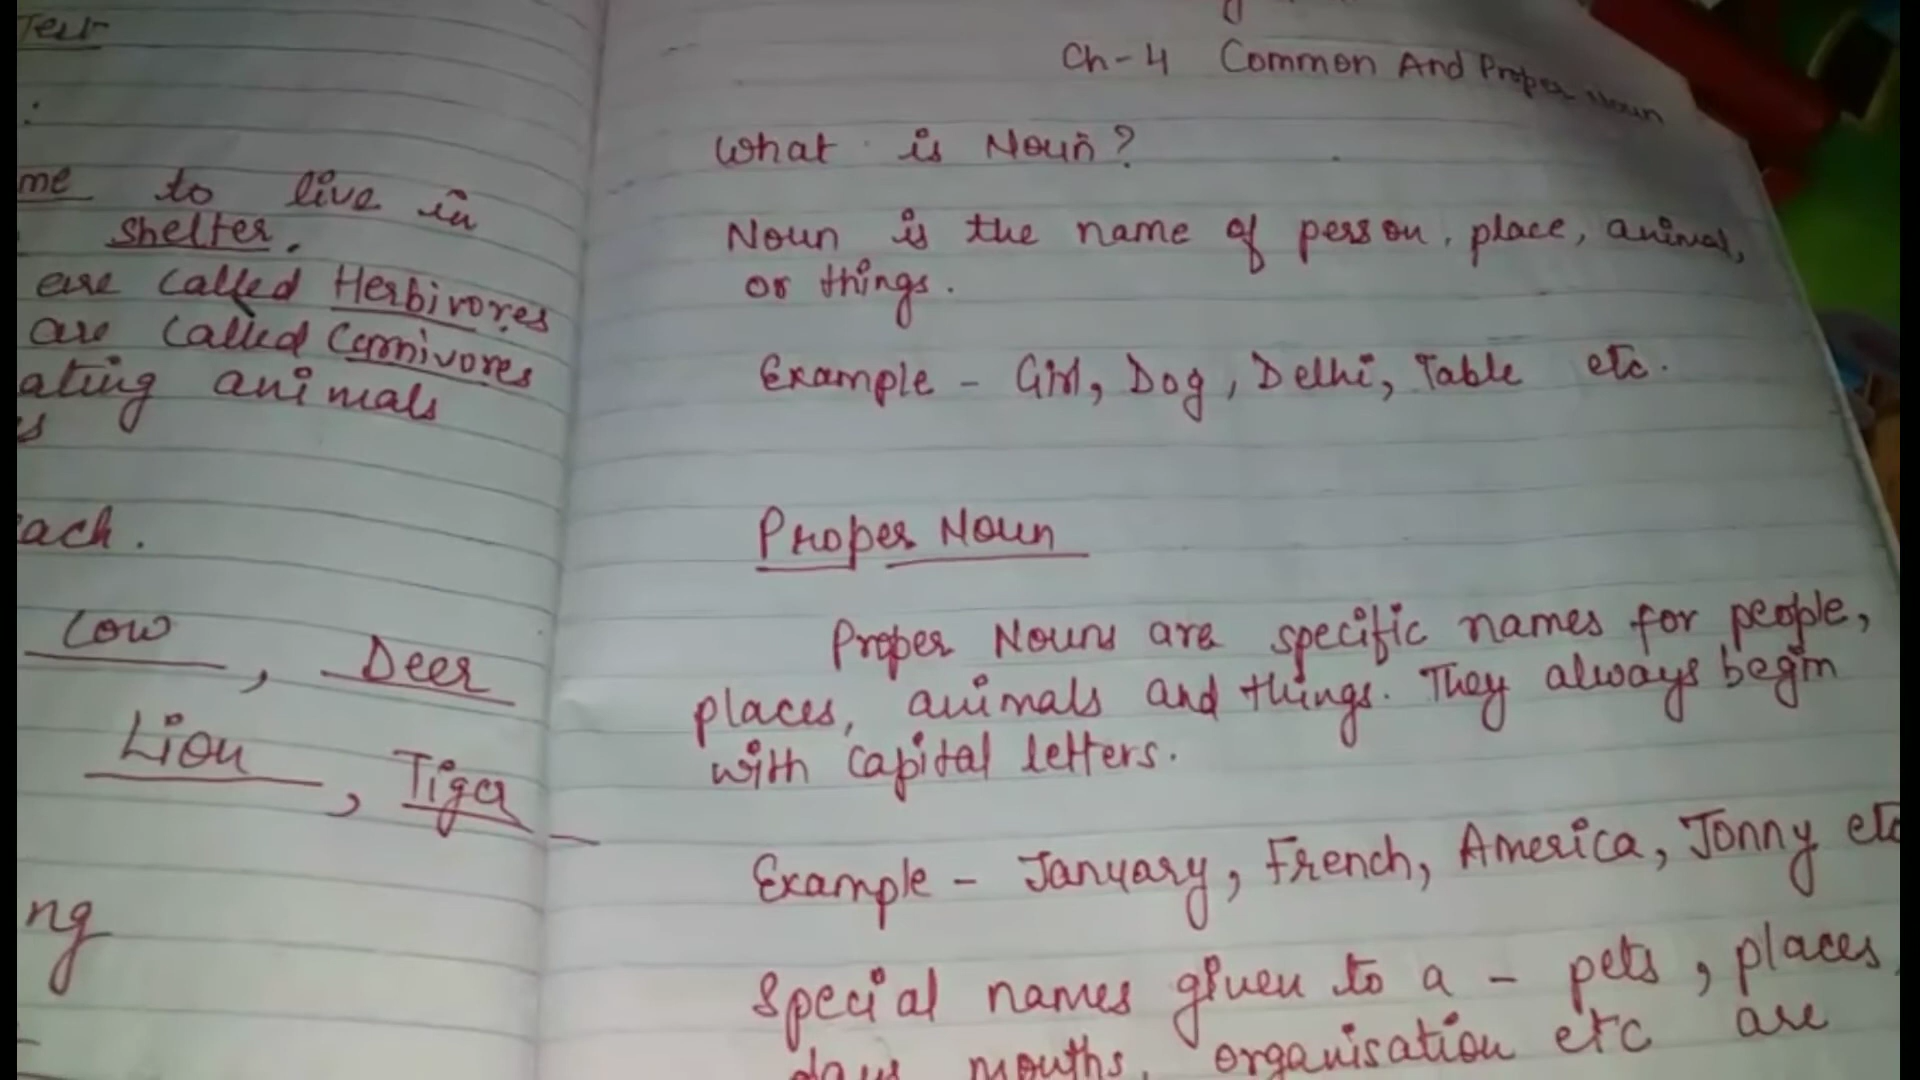 Test
me to live in
shelter.
are called Herbivores
are called Carnivores
ating animals
s
ach.
Cow, Deer
Lion, Tiger
ng
Ch-4 Common And Proper Noun
What is Noun?
Noun is the name of person, place, animal,
or things.
Example - Girl, Dog, Delhi, Table etc.
Proper Noun
Proper Nouns are specific names for people,
places, animals and things. They always begin
with capital letters.
Example - January, French, America, Jonny etc
Special names given to a - pets, places
days months, organisation etc are